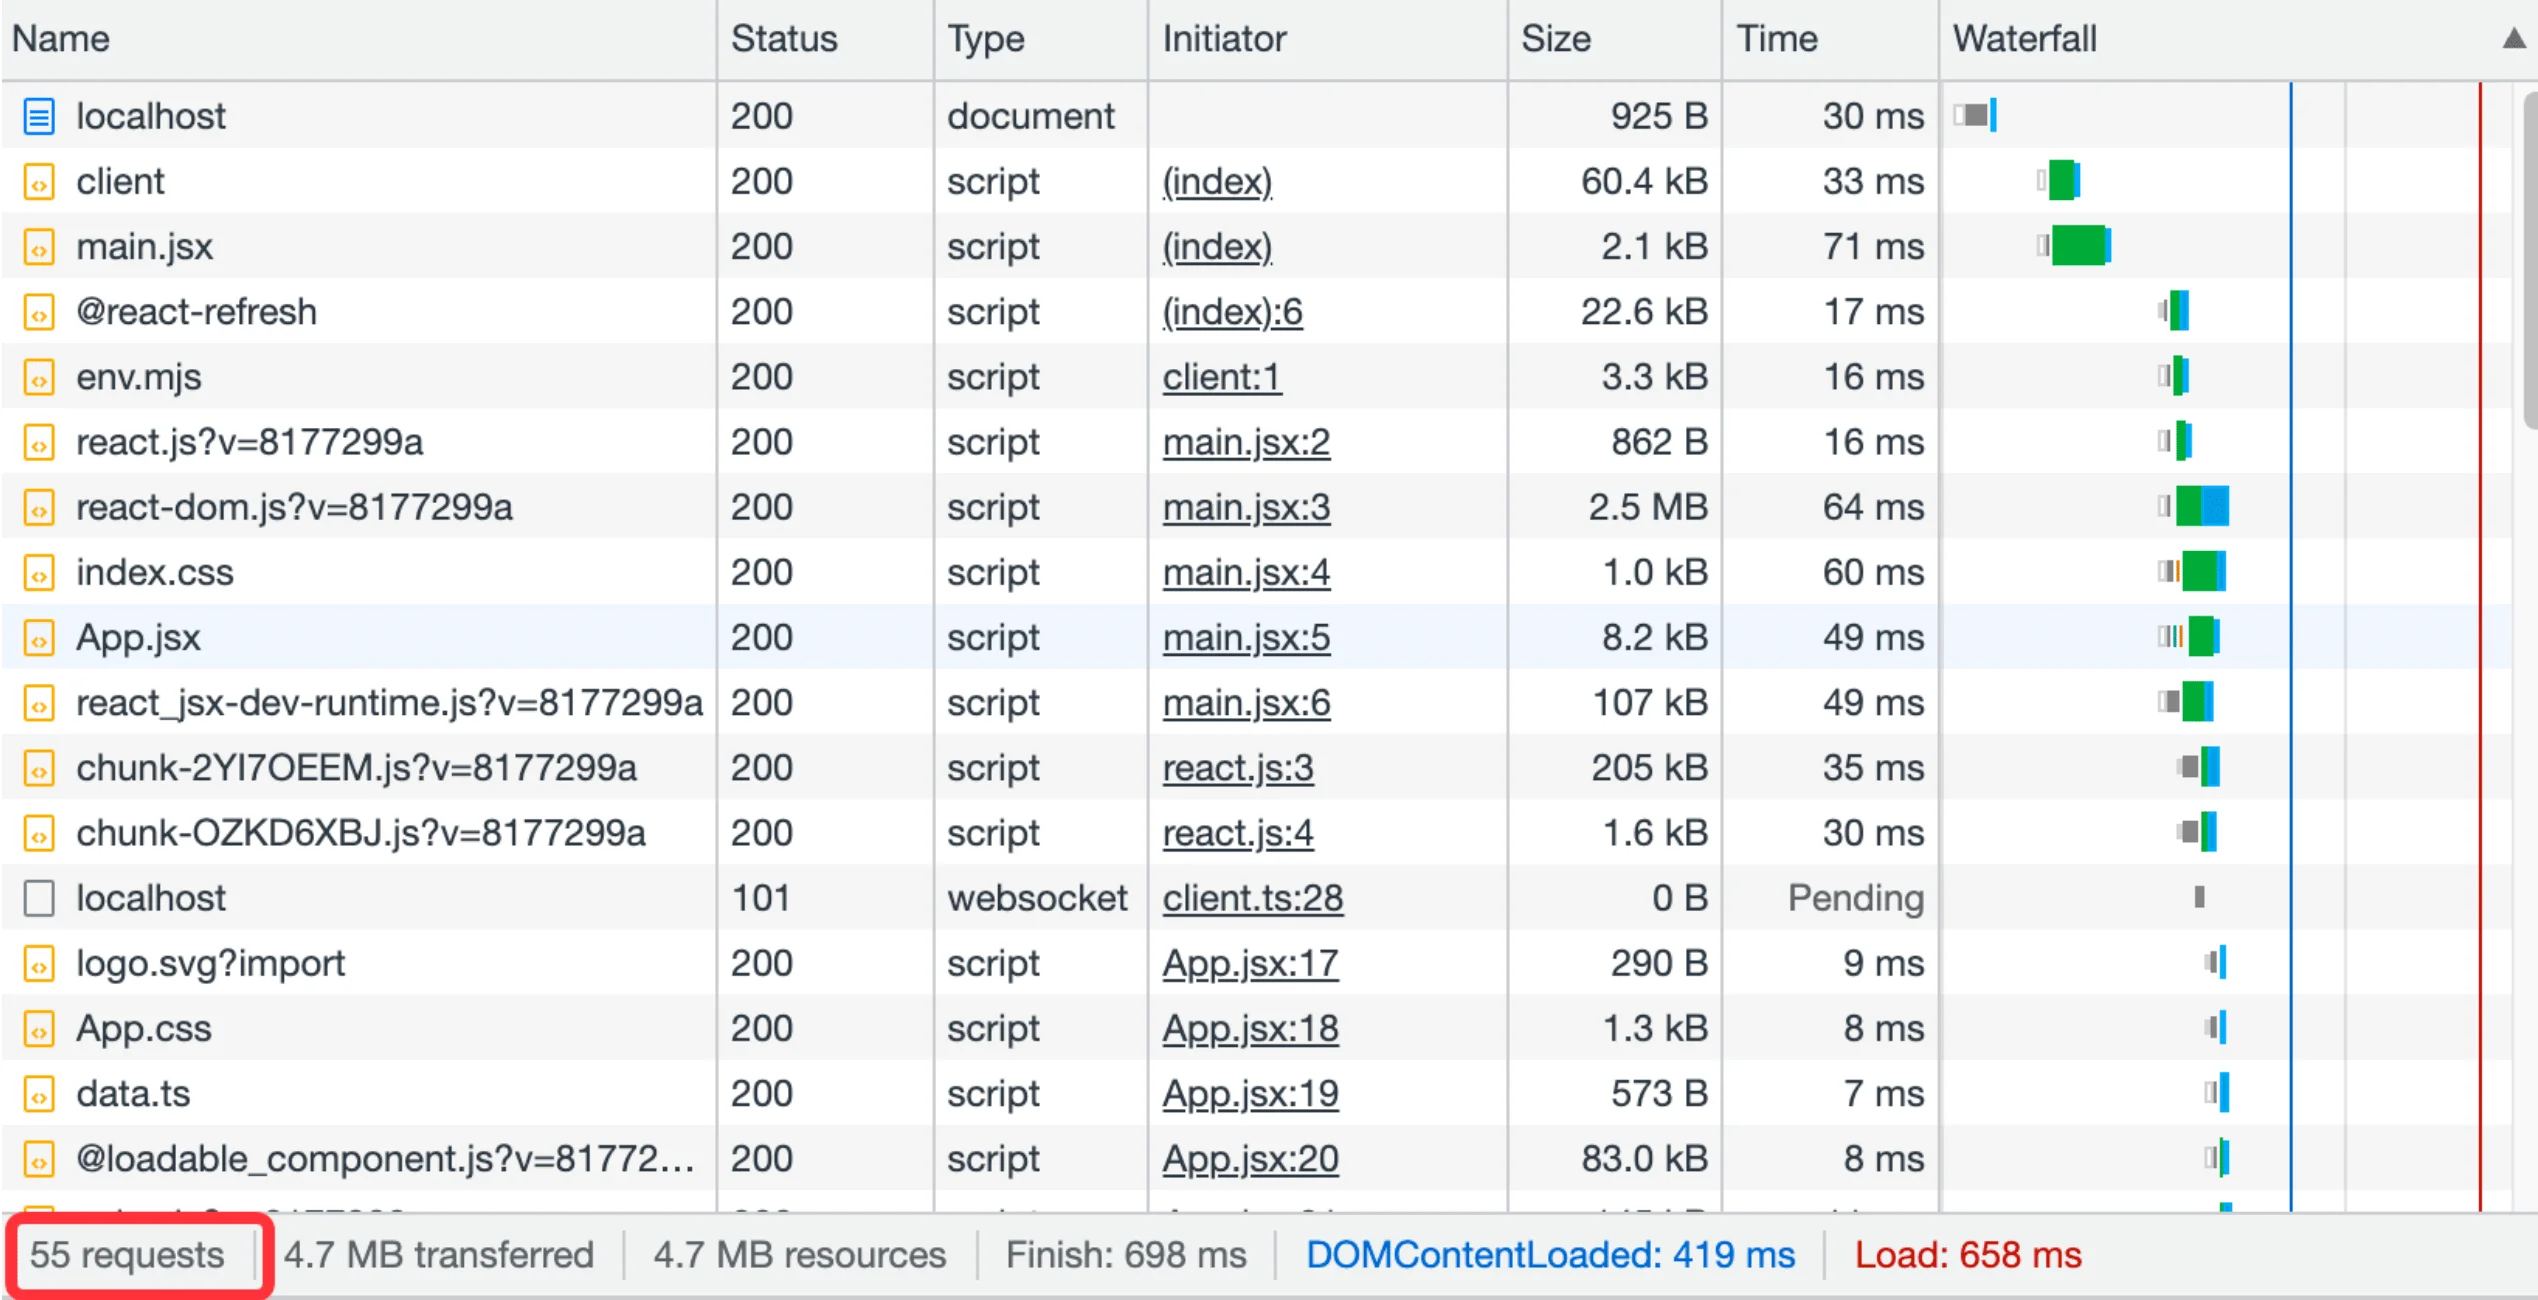 Name Status Type Initiator Size Time Waterfall
localhost 200 document 925 B 30 ms
client 200 script (index) 60.4 kB 33 ms
main.jsx 200 script (index) 2.1 kB 71 ms
@react-refresh 200 script (index):6 22.6 kB 17 ms
env.mjs 200 script client:1 3.3 kB 16 ms
react.js?v=8177299a 200 script main.jsx:2 862 B 16 ms
react-dom.js?v=8177299a 200 script main.jsx:3 2.5 MB 64 ms
index.css 200 script main.jsx:4 1.0 kB 60 ms
App.jsx 200 script main.jsx:5 8.2 kB 49 ms
react_jsx-dev-runtime.js?v=8177299a 200 script main.jsx:6 107 kB 49 ms
chunk-2YI7OEEM.js?v=8177299a 200 script react.js:3 205 kB 35 ms
chunk-OZKD6XBJ.js?v=8177299a 200 script react.js:4 1.6 kB 30 ms
localhost 101 websocket client.ts:28 0 B Pending
logo.svg?import 200 script App.jsx:17 290 B 9 ms
App.css 200 script App.jsx:18 1.3 kB 8 ms
data.ts 200 script App.jsx:19 573 B 7 ms
@loadable_component.js?v=81772... 200 script App.jsx:20 83.0 kB 8 ms
55 requests 4.7 MB transferred 4.7 MB resources Finish: 698 ms DOMContentLoaded: 419 ms Load: 658 ms